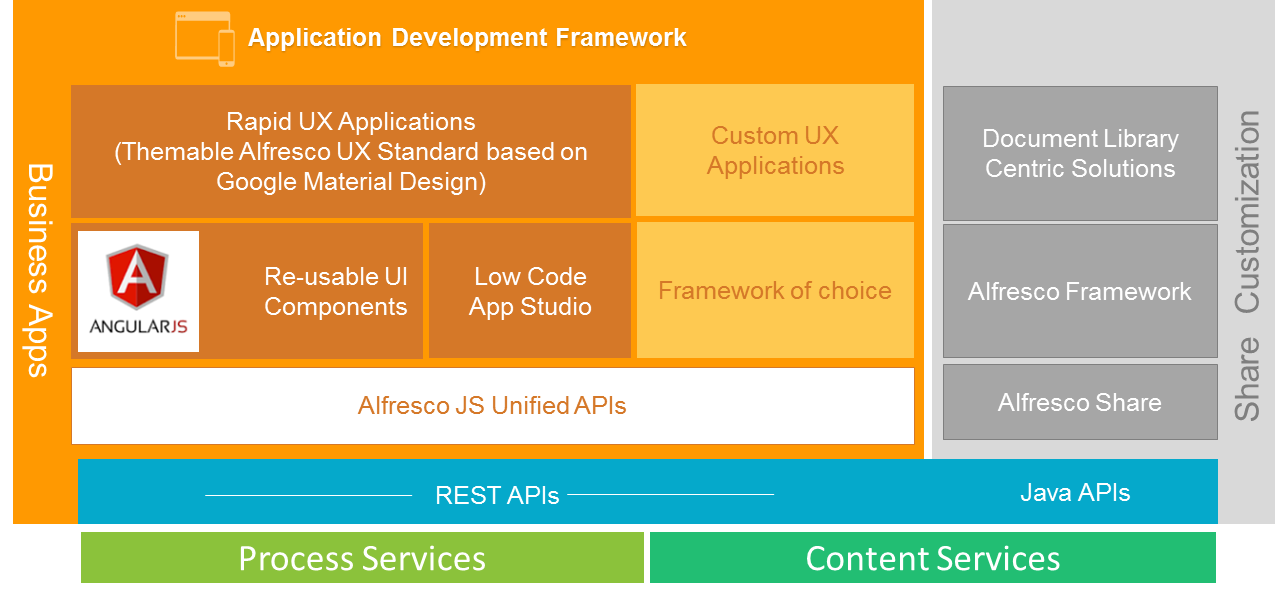 Application Development Framework
Business Apps
Rapid UX Applications
(Themable Alfresco UX Standard based on
Google Material Design)
Custom UX
Applications
A
ANGULARJS
Re-usable UI
Components
Low Code
App Studio
Framework of choice
Alfresco JS Unified APIs
Document Library
Centric Solutions
Alfresco Framework
Alfresco Share
Share Customization
REST APIs
Java APIs
Process Services
Content Services